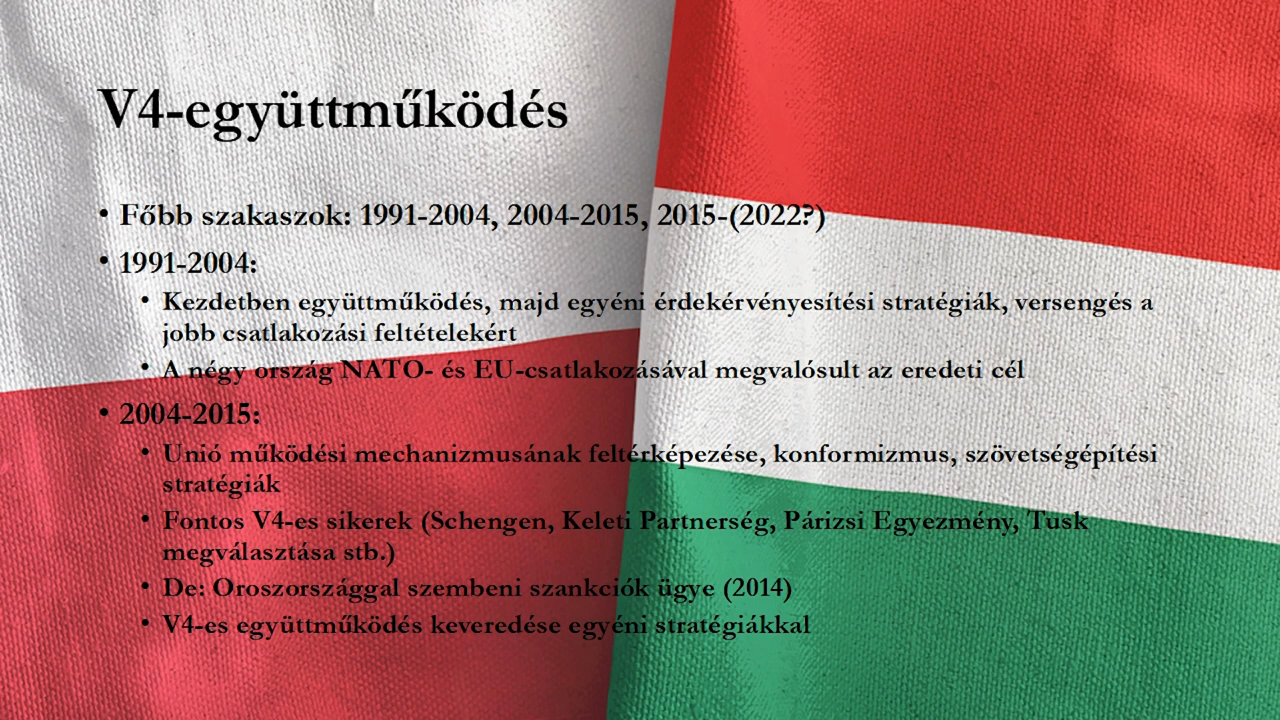 V4-együttműködés
• Főbb szakaszok: 1991-2004, 2004-2015, 2015-(2022?)
• 1991-2004:
• Kezdetben együttműködés, majd egyéni érdekérvényesítési stratégiák, versengés a
jobb csatlakozási feltételekért
• A négy ország NATO- és EU-csatlakozásával megvalósult az eredeti cél
• 2004-2015:
• Unió működési mechanizmusának feltérképezése, konformizmus, szövetségépítési
stratégiák
• Fontos V4-es sikerek (Schengen, Keleti Partnerség, Párizsi Egyezmény, Tusk
megválasztása stb.)
• De: Oroszországgal szembeni szankciók ügye (2014)
• V4-es együttműködés keveredése egyéni stratégiákkal